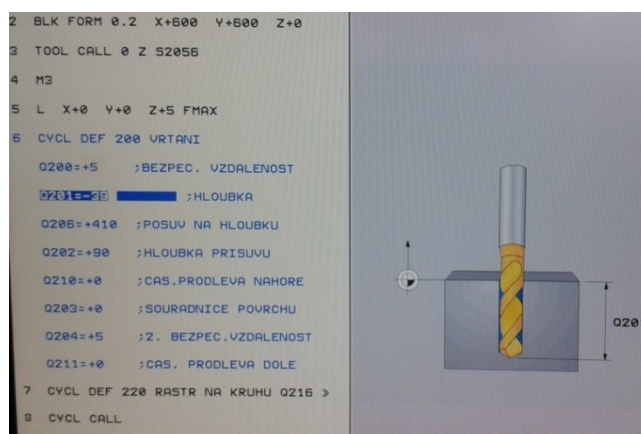 2 BLK FORM 0.2 X+600 Y+600 Z+0
3 TOOL CALL 0 Z S2056
4 M3
5 L X+0 Y+0 Z+5 FMAX
6 CYCL DEF 200 VRTANI
Q200=+5 ;BEZPEC. VZDALENOST
Q201=-39 ;HLOUBKA
Q206=+410 ;POSUV NA HLOUBKU
Q202=+90 ;HLOUBKA PRISUVU
Q210=+0 ;CAS.PRODLEVA NAHORE
Q203=+0 ;SOURADNICE POVRCHU
Q204=+5 ;2. BEZPEC.VZDALENOST
Q211=+0 ;CAS. PRODLEVA DOLE
7 CYCL DEF 220 RASTR NA KRUHU Q216 »
8 CYCL CALL
Q20